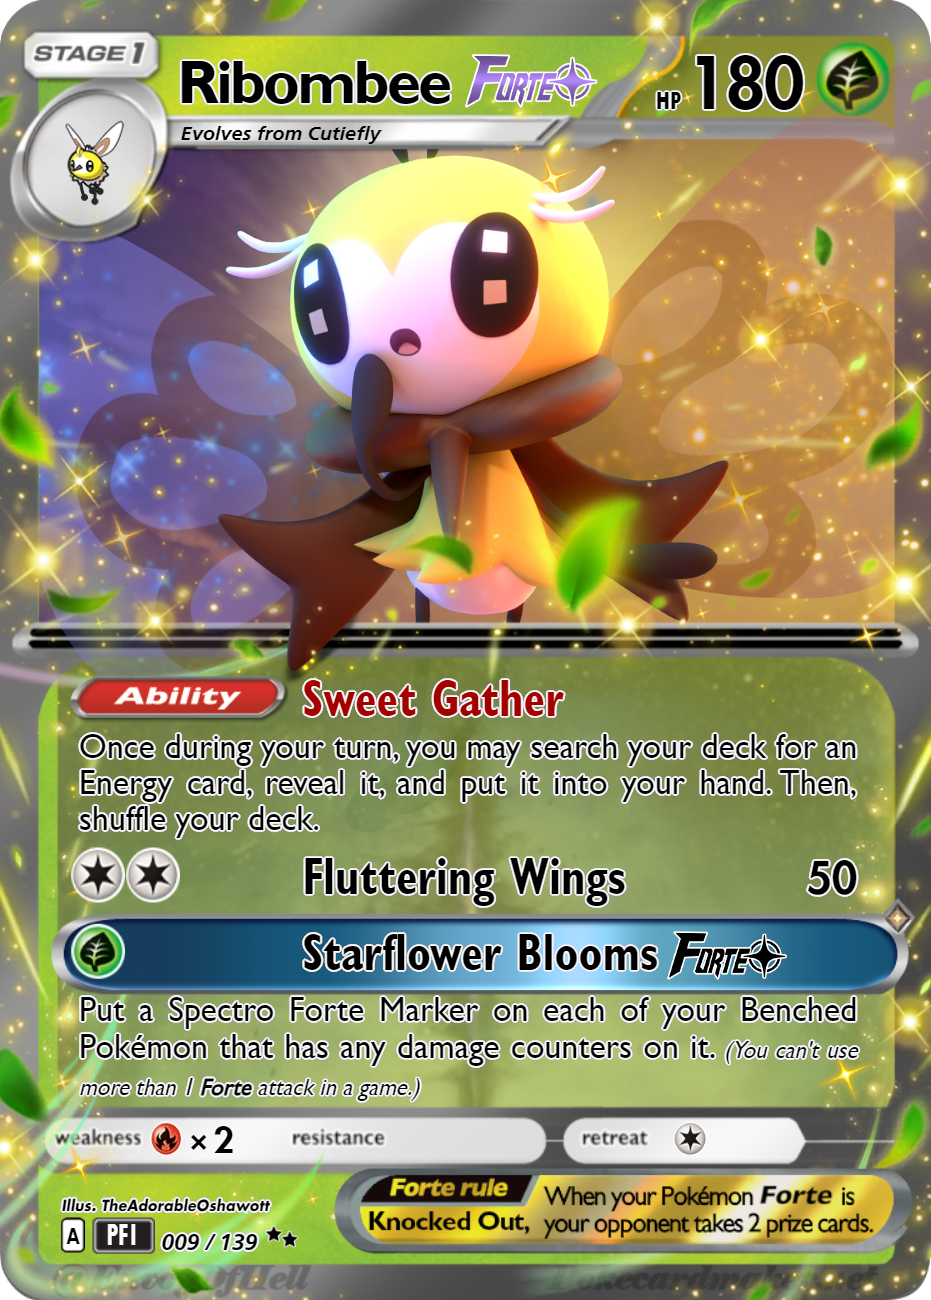 STAGE 1
Ribombee FORTE HP 180
Evolves from Cutiefly
Ability Sweet Gather
Once during your turn, you may search your deck for an
Energy card, reveal it, and put it into your hand. Then,
shuffle your deck.
Fluttering Wings 50
Starflower Blooms FORTE
Put a Spectro Forte Marker on each of your Benched
Pokémon that has any damage counters on it. (You can't use
more than 1 Forte attack in a game.)
weakness × 2 resistance retreat
Illus. TheAdorableOshawott
A PFI 009 / 139
Forte rule When your Pokémon Forte is
Knocked Out, your opponent takes 2 prize cards.